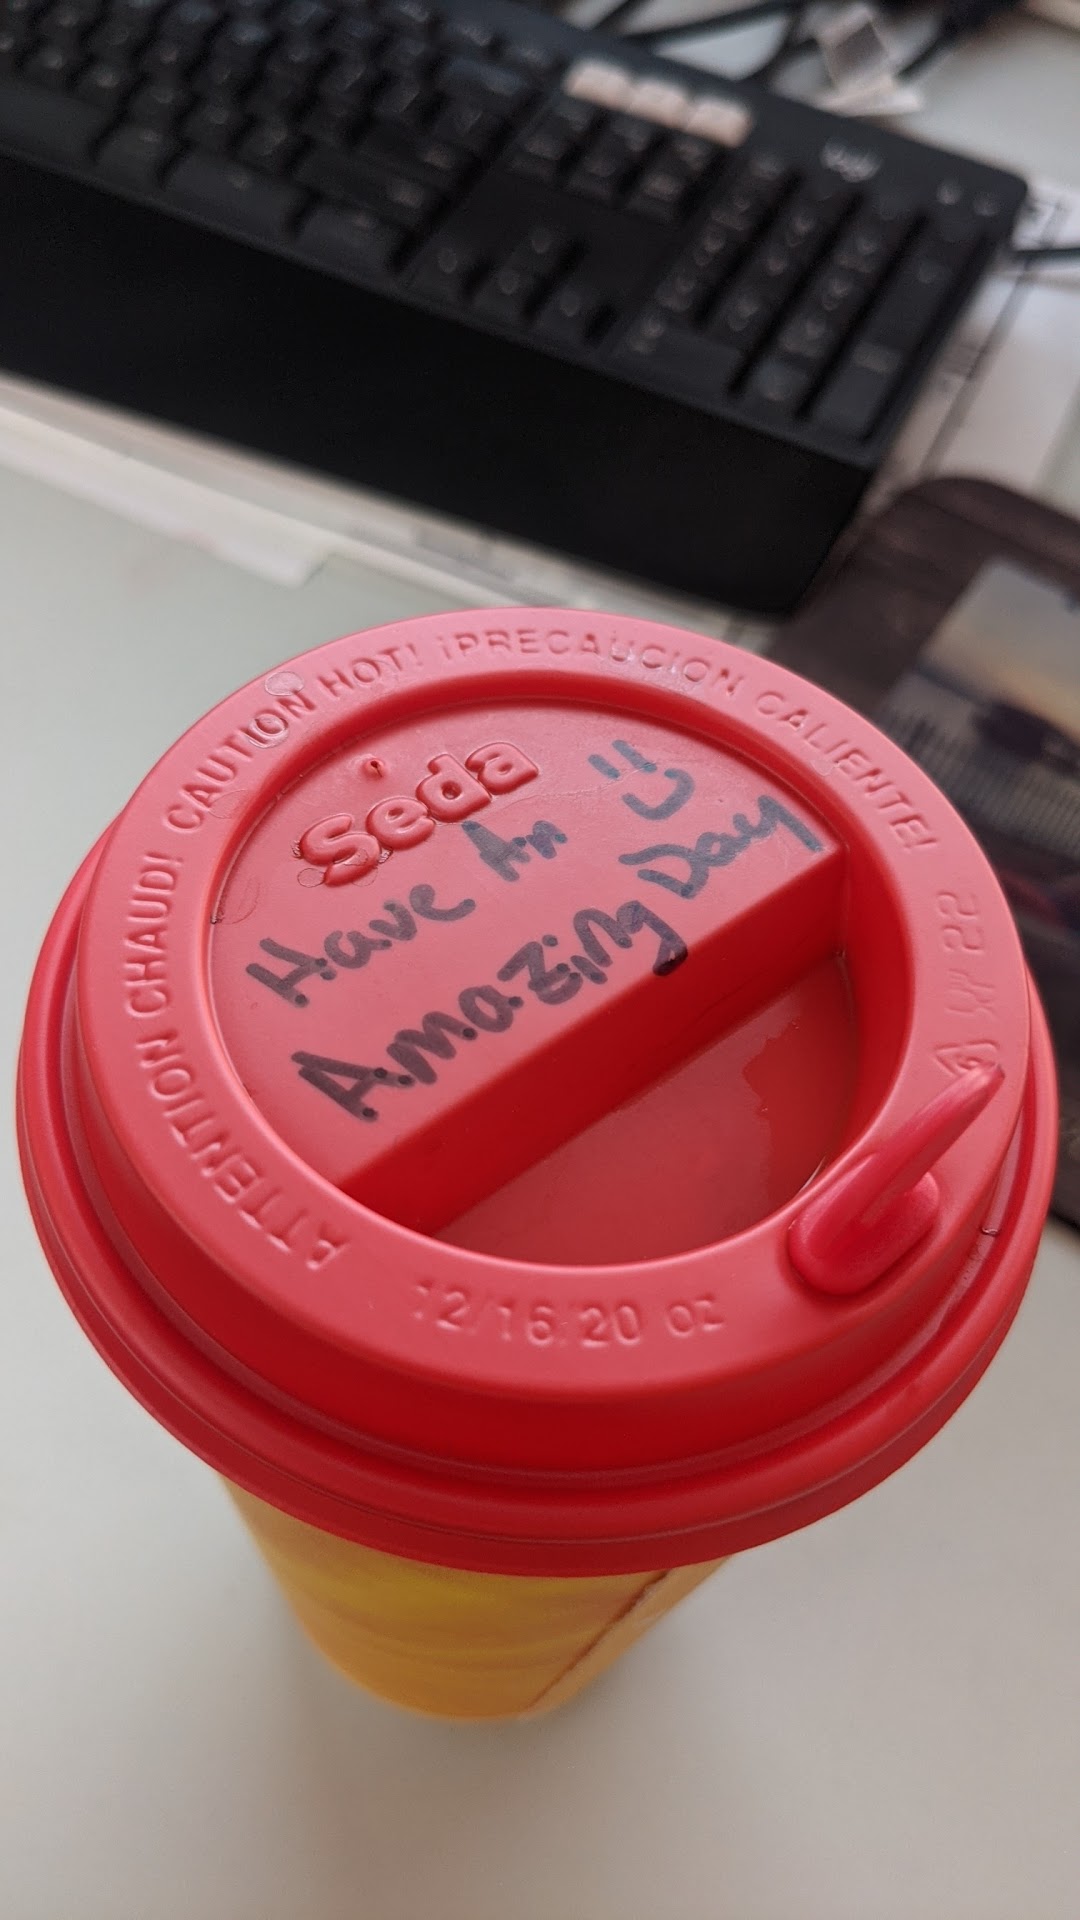 ATTENTION CHAUD! CAUTION HOT! ¡PRECAUCION CALIENTE!
Seda
Have An
Amazing Day
12/16/20 oz